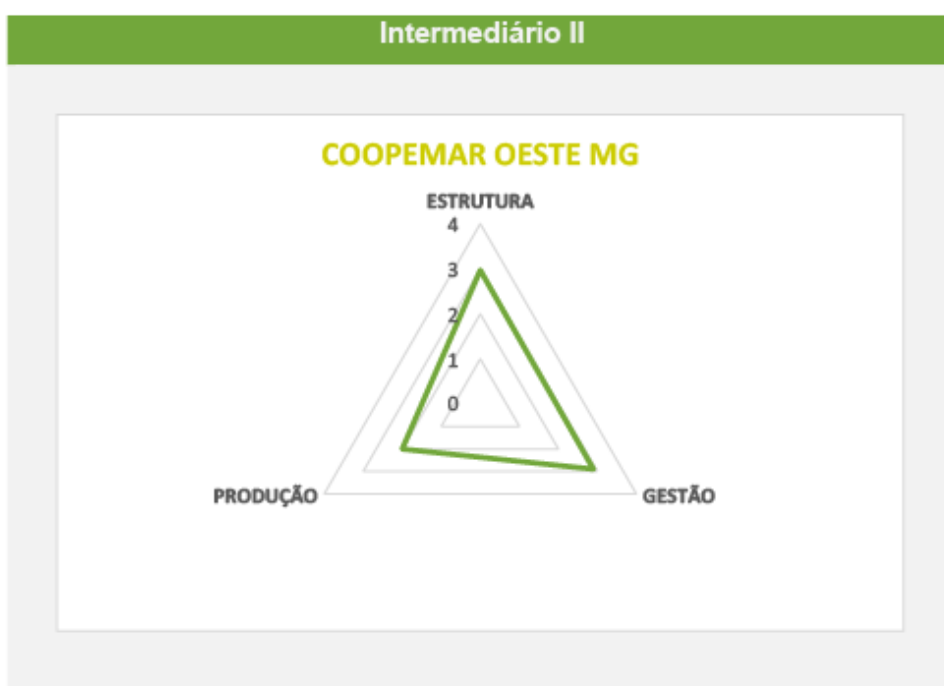 Intermediário II
COOPEMAR OESTE MG
ESTRUTURA
4
3
2
1
0
PRODUÇÃO
GESTÃO